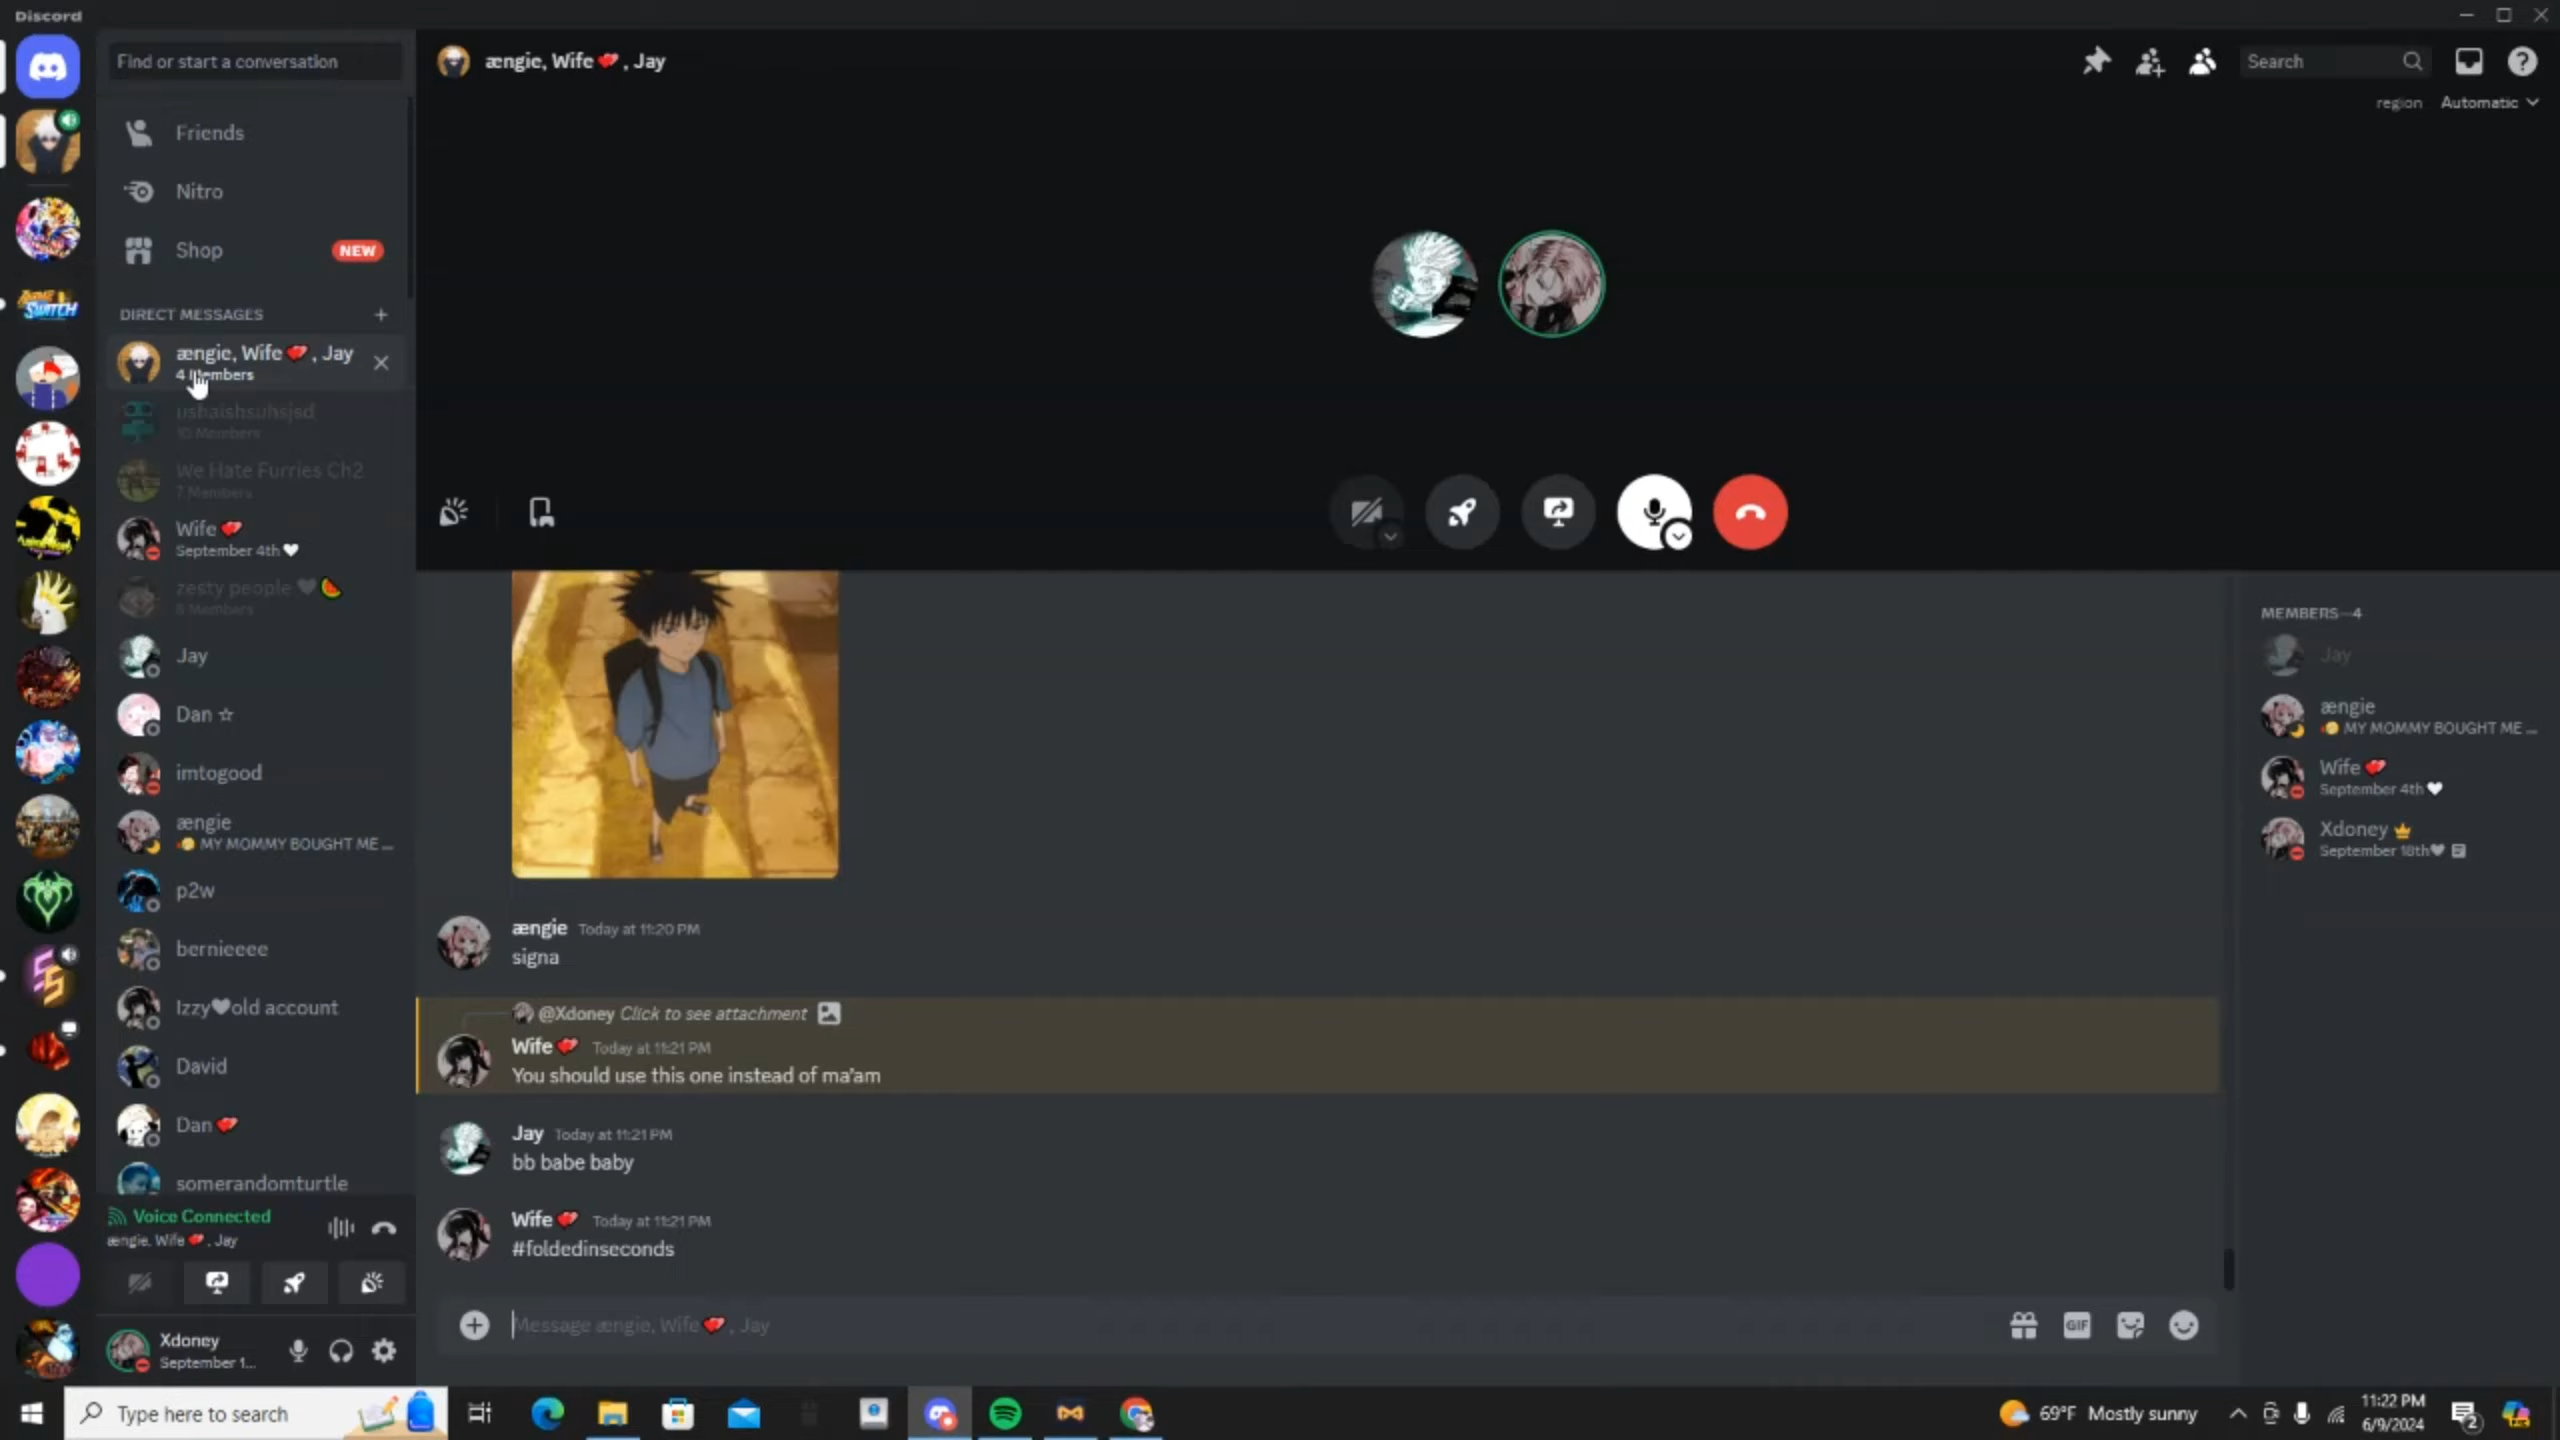 Discord
Find or start a conversation
Friends
Nitro
Shop
NEW
DIRECT MESSAGES
ængie, Wife💕, Jay
4 Members
usbaishsuhsjsd
10 Members
We Hate Furries Ch2
7 Members
Wife💕
September 4th🤍
zesty people 🖤🍉
8 Members
Jay
Dan ☆
imtogood
ængie
MY MOMMY BOUGHT ME ...
p2w
bernieeee
Izzy🖤old account
David
Dan💕
somerandomturtle
Voice Connected
ængie, Wife💕, Jay
Xdoney
September 1...
ængie, Wife💕, Jay
Search
region Automatic
ængie Today at 11:20 PM
signa
@Xdoney Click to see attachment
Wife💕 Today at 11:21 PM
You should use this one instead of ma'am
Jay Today at 11:21 PM
bb babe baby
Wife💕 Today at 11:21 PM
#foldedinseconds
Message ængie, Wife💕, Jay
GIF
MEMBERS—4
Jay
ængie
MY MOMMY BOUGHT ME ...
Wife💕
September 4th🤍
Xdoney
September 18th🖤
Type here to search
69°F Mostly sunny
11:22 PM
6/9/2024
2